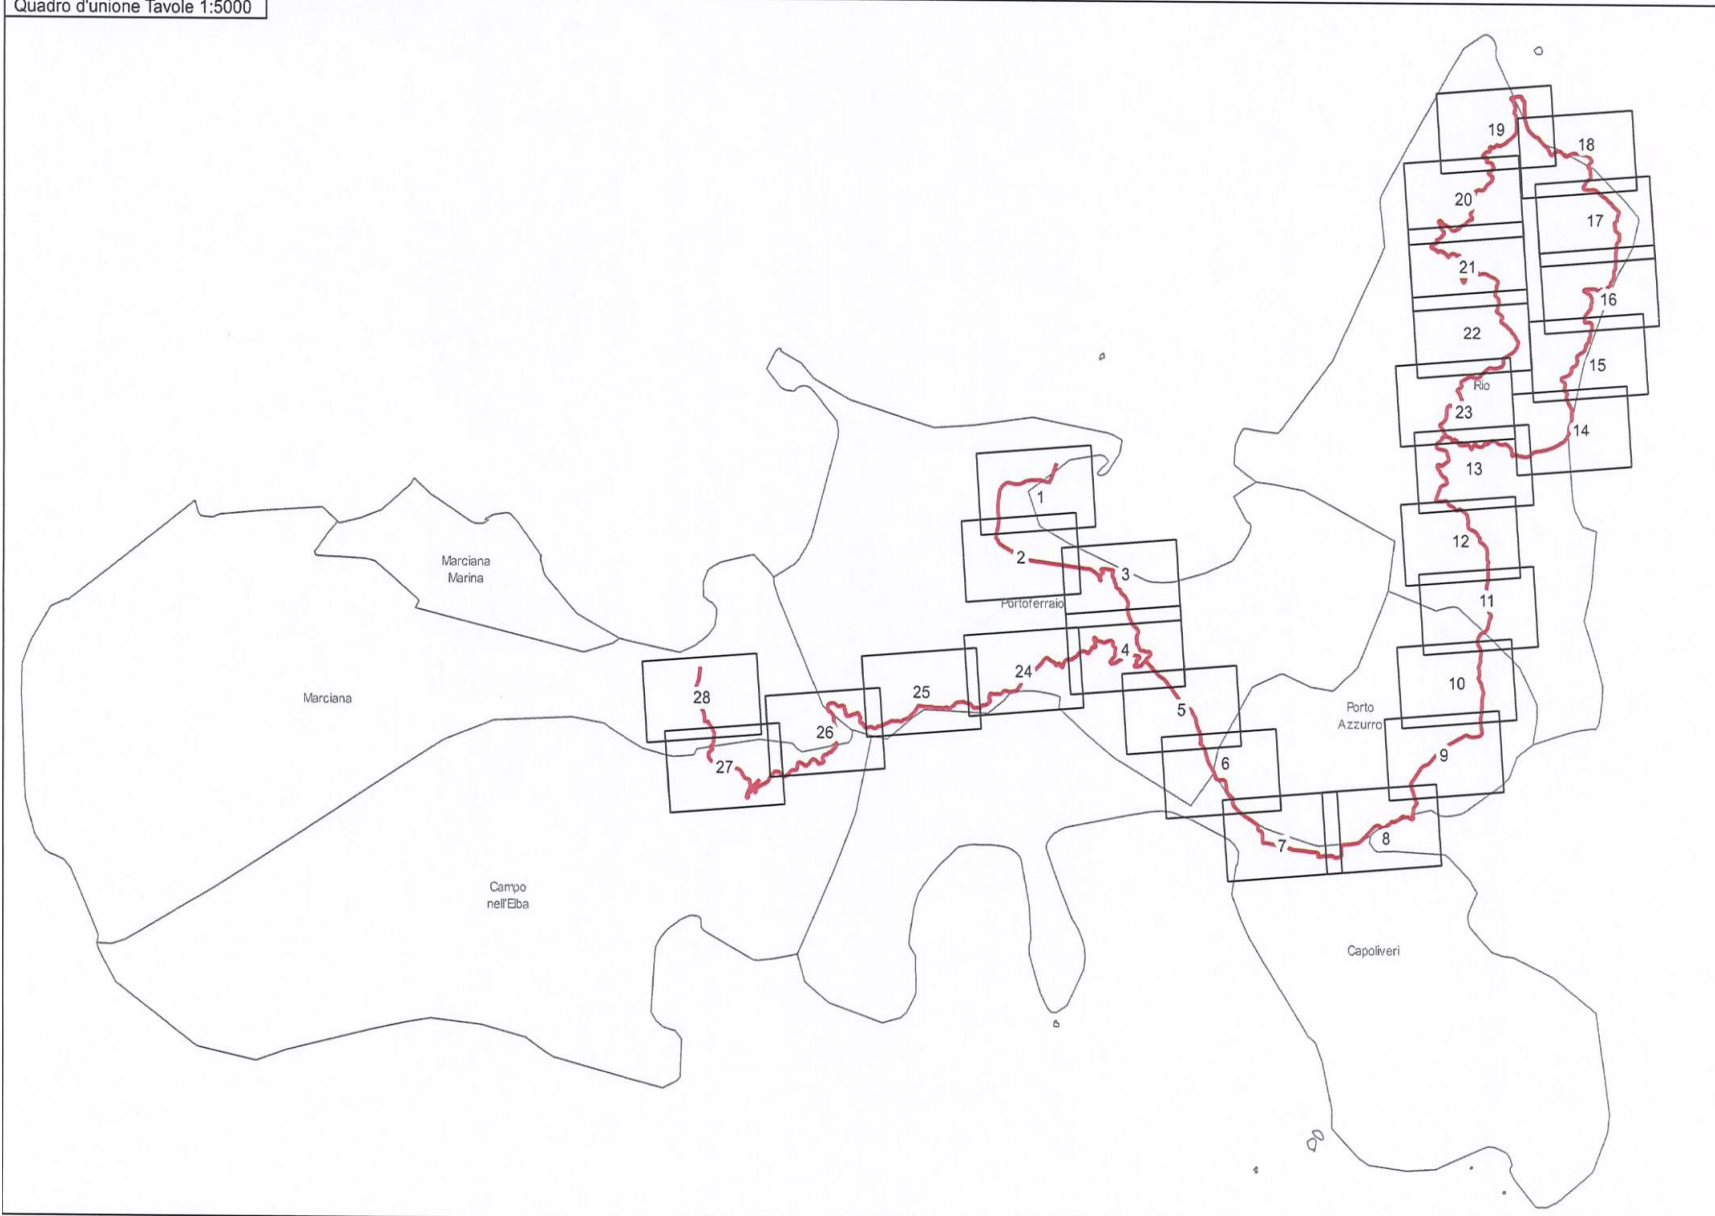 Quadro d'unione Tavole 1:5000
19
18
20
17
21
16
22
15
Rio
23
14
13
1
12
2
3
11
Portoferraio
4
24
10
25
28
5
26
27
6
9
7
8
Marciana
Marina
Marciana
Porto
Azzurro
Campo
nell'Elba
Capoliveri